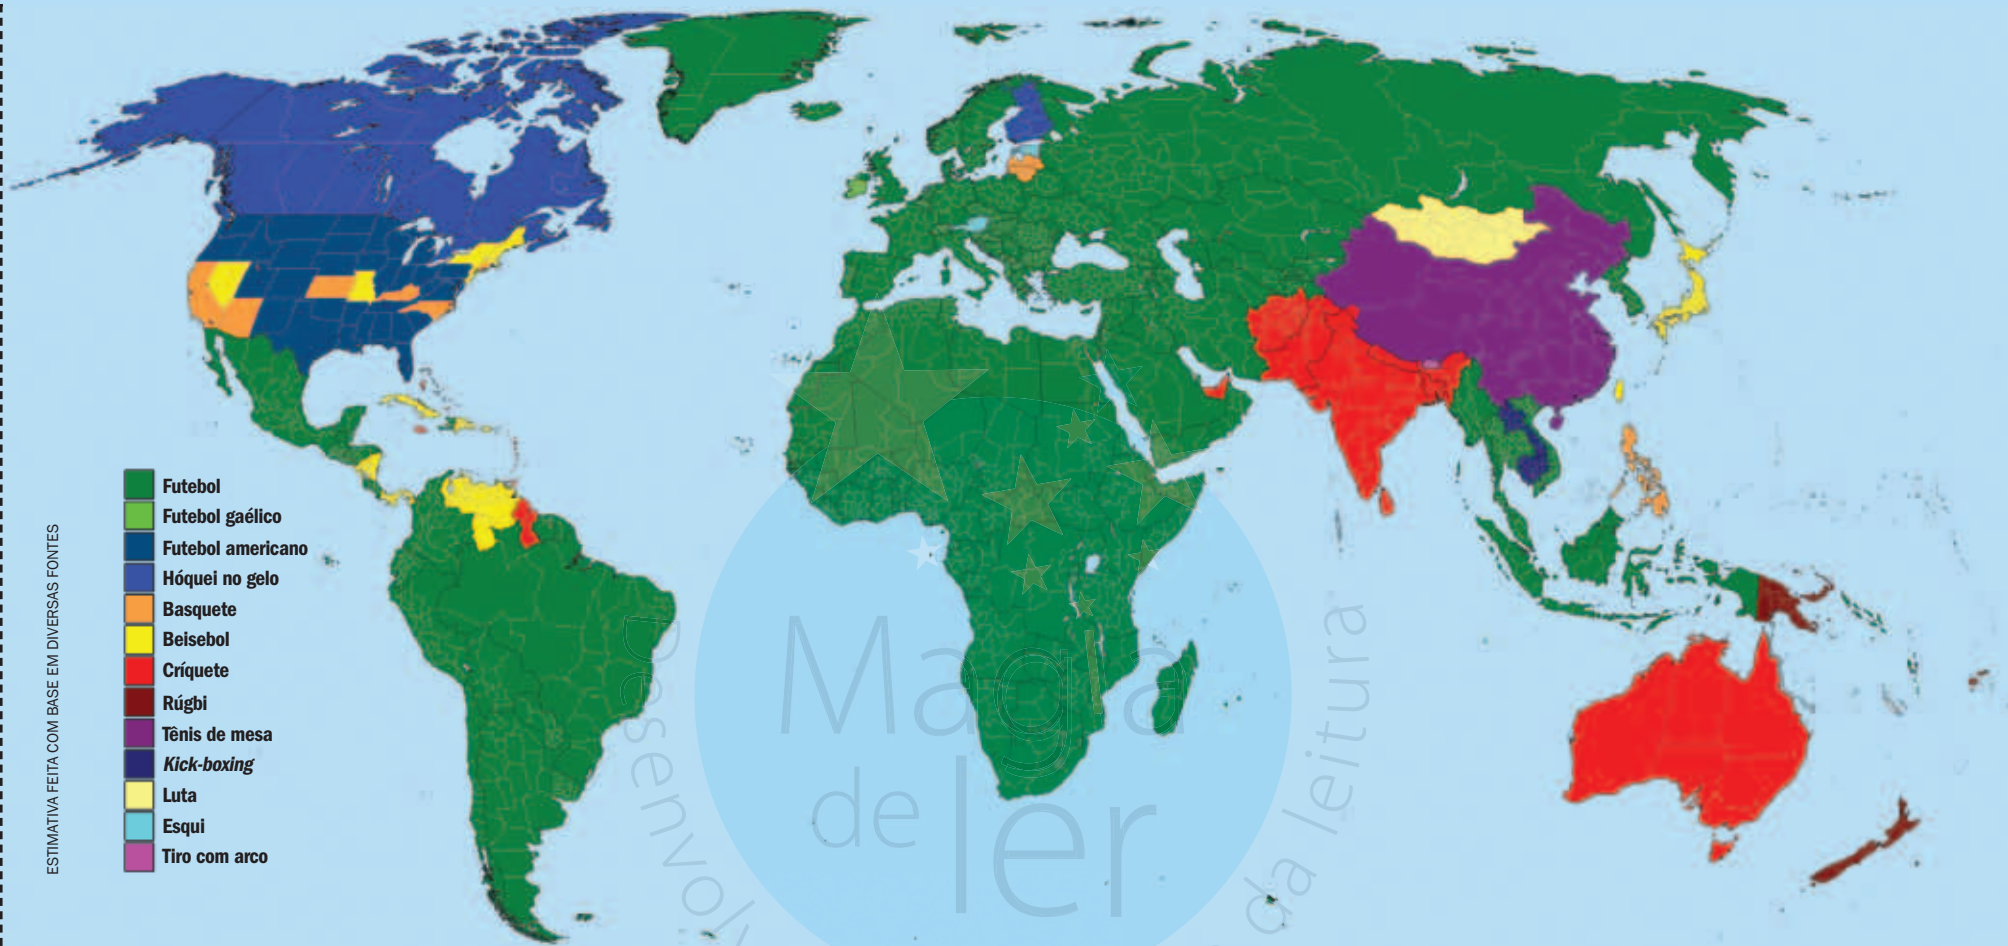 ESTIMATIVA FEITA COM BASE EM DIVERSAS FONTES
Futebol
Futebol gaélico
Futebol americano
Hóquei no gelo
Basquete
Beisebol
Críquete
Rúgbi
Tênis de mesa
Kick-boxing
Luta
Esqui
Tiro com arco
Magia
de ler
Desenvolv
da leitura